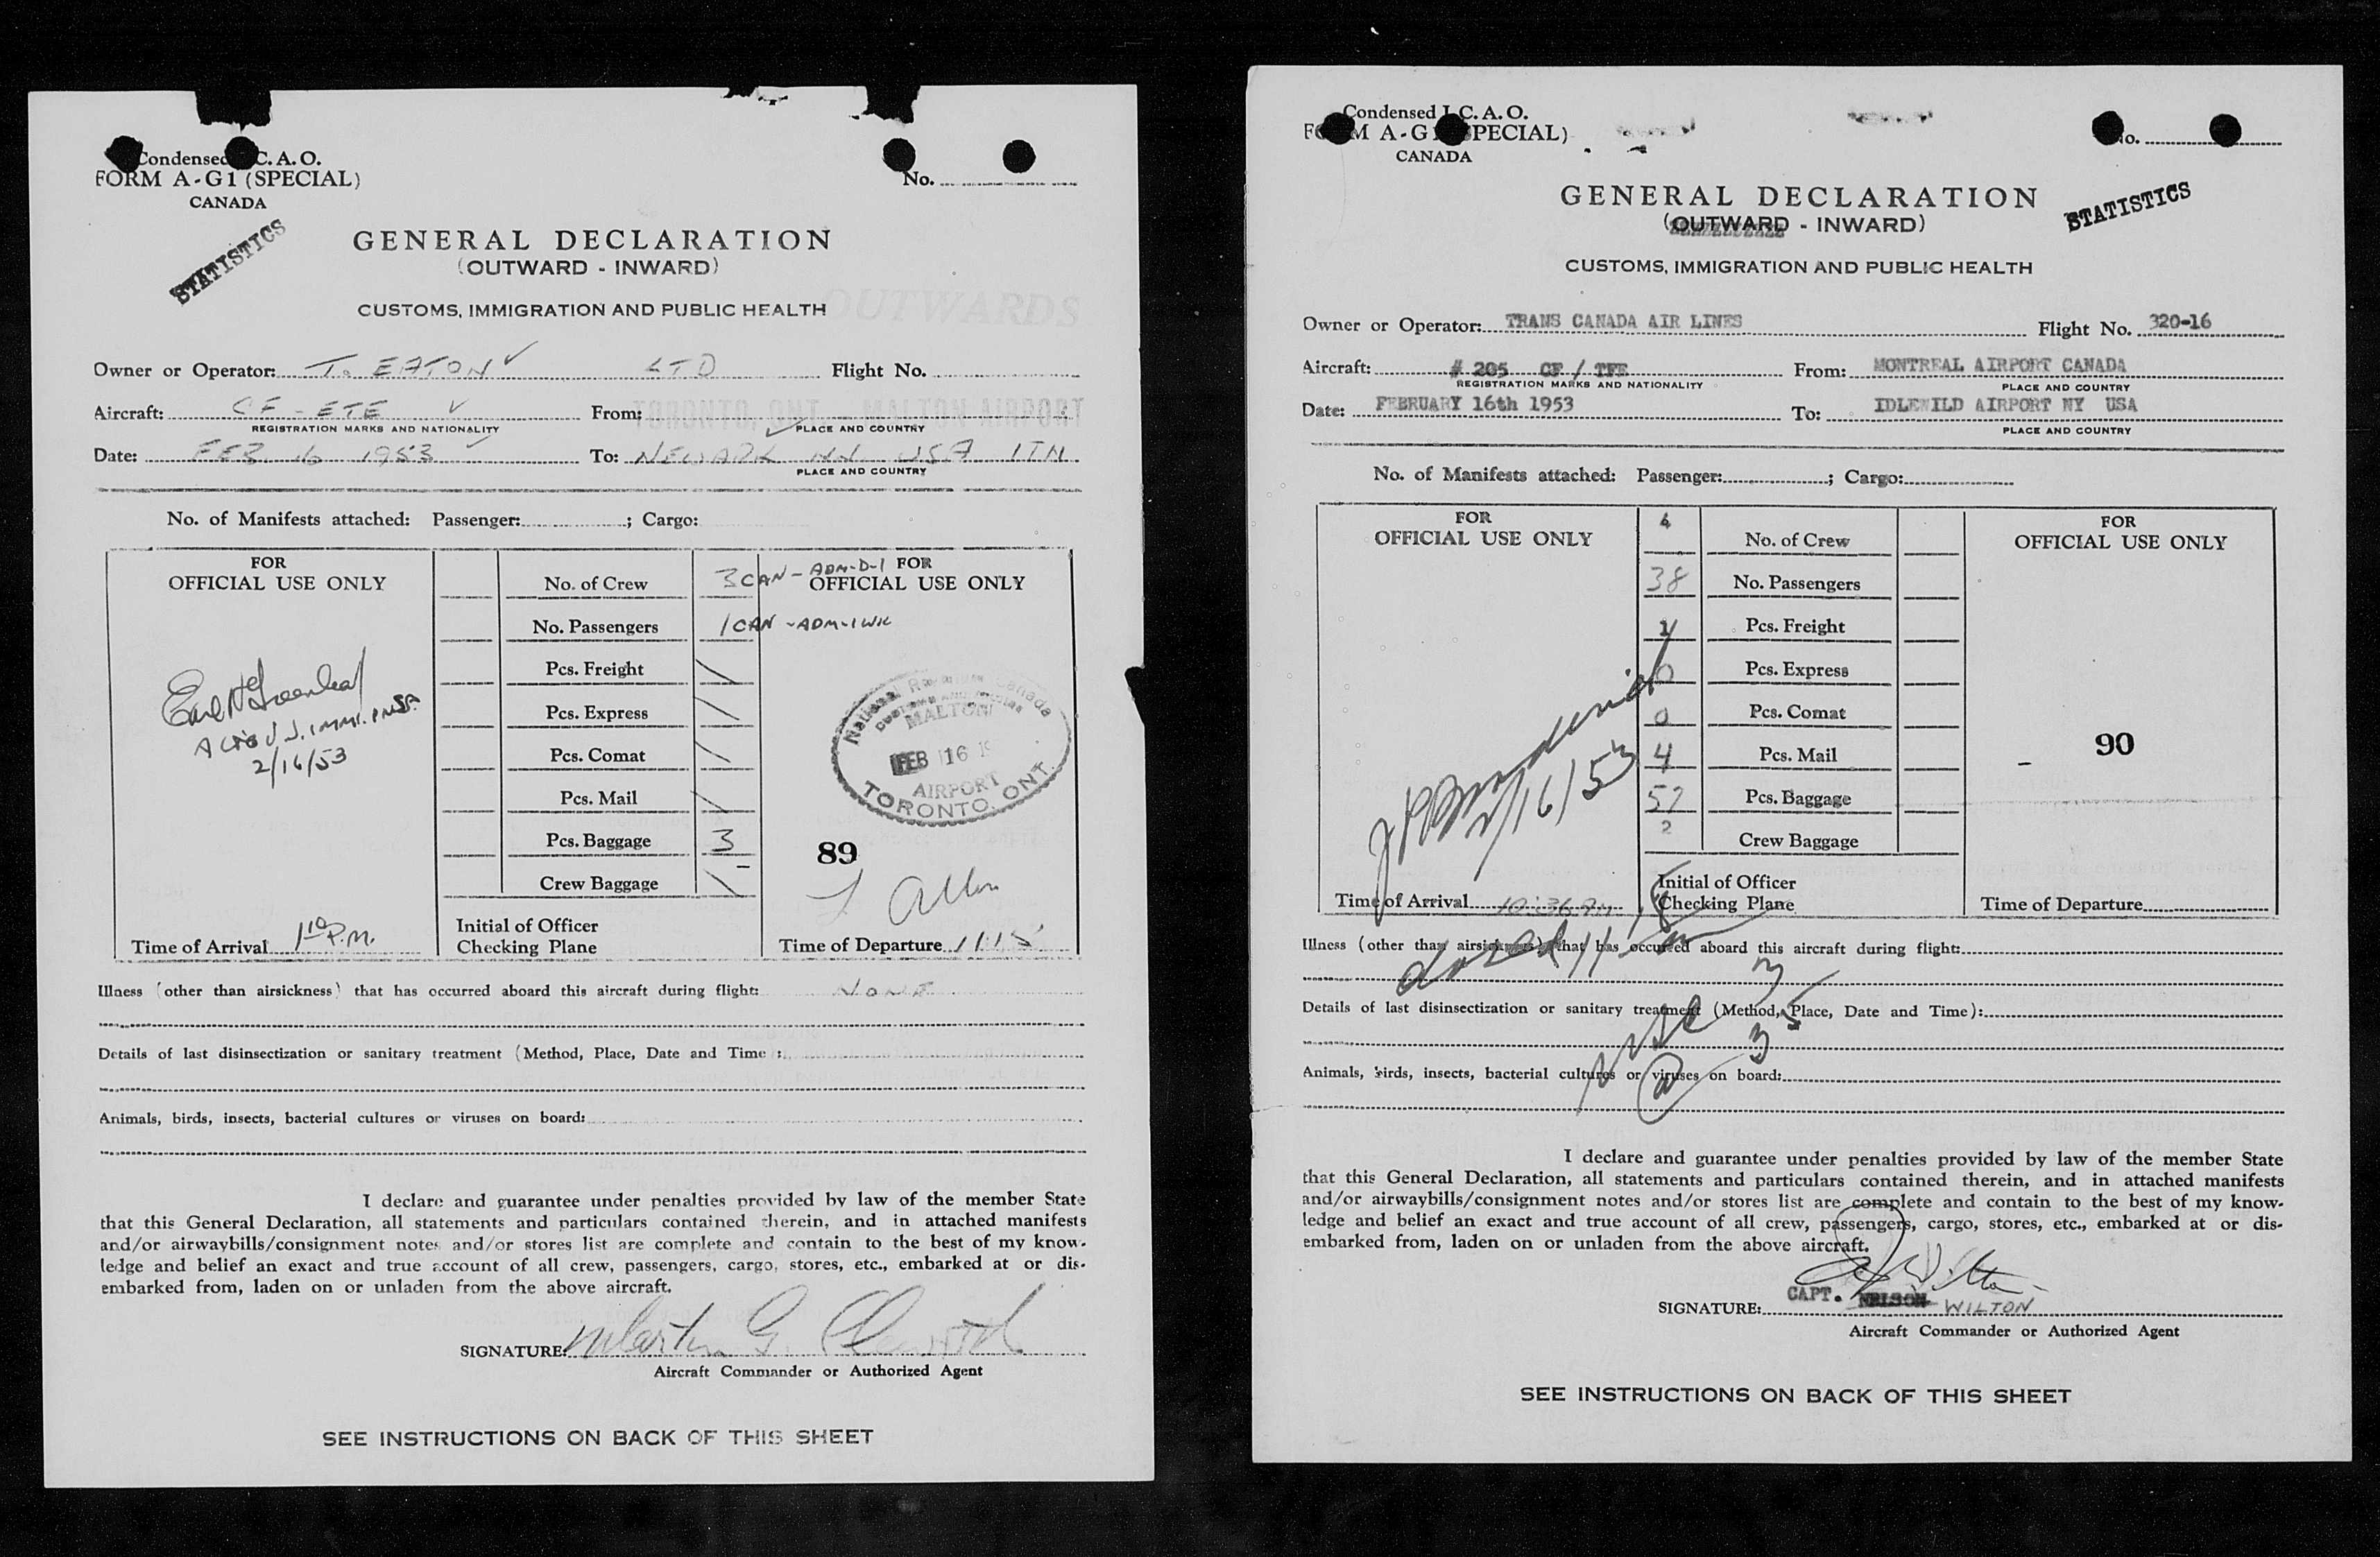 Condensed C. A. O.
FORM A-G1 (SPECIAL)
CANADA
No.
STATISTICS
GENERAL DECLARATION
(OUTWARD - INWARD)
CUSTOMS, IMMIGRATION AND PUBLIC HEALTH
OUTWARDS
Owner or Operator: T. EATON LTD Flight No.
Aircraft: CF-ETE From: TORONTO, ONT. MALTON AIRPORT
REGISTRATION MARKS AND NATIONALITY PLACE AND COUNTRY
Date: FEB 16 1953 To: NEWARK USA
PLACE AND COUNTRY
No. of Manifests attached: Passenger: ; Cargo:
FOR
OFFICIAL USE ONLY
No. of Crew 3 CAN - ADM-D-1 FOR
OFFICIAL USE ONLY
No. Passengers 1 CAN - ADM-1WK
Pcs. Freight /
Pcs. Express /
Pcs. Comat /
Pcs. Mail /
Pcs. Baggage 3
Crew Baggage /
Earl N Greenleaf
IMM. INSP.
2/16/53
National Revenue Canada
MALTON
FEB 16 19
AIRPORT
TORONTO, ONT.
89
Allen
Time of Arrival 1 10 P.M.
Initial of Officer
Checking Plane
Time of Departure 11:15
Illness (other than airsickness) that has occurred aboard this aircraft during flight: NONE
Details of last disinsectization or sanitary treatment (Method, Place, Date and Time :
Animals, birds, insects, bacterial cultures or viruses on board:
I declare and guarantee under penalties provided by law of the member State
that this General Declaration, all statements and particulars contained therein, and in attached manifests
and/or airwaybills/consignment notes and/or stores list are complete and contain to the best of my know-
ledge and belief an exact and true account of all crew, passengers, cargo, stores, etc., embarked at or dis-
embarked from, laden on or unladen from the above aircraft.
SIGNATURE: G.
Aircraft Commander or Authorized Agent
SEE INSTRUCTIONS ON BACK OF THIS SHEET
Condensed I.C.A.O.
FORM A-G1 (SPECIAL)
CANADA
No.
GENERAL DECLARATION
(OUTWARD - INWARD)
STATISTICS
CUSTOMS, IMMIGRATION AND PUBLIC HEALTH
Owner or Operator: TRANS CANADA AIR LINES Flight No. 320-16
Aircraft: # 205 CF / TFE From: MONTREAL AIRPORT CANADA
REGISTRATION MARKS AND NATIONALITY PLACE AND COUNTRY
Date: FEBRUARY 16th 1953 To: IDLEWILD AIRPORT NY USA
PLACE AND COUNTRY
No. of Manifests attached: Passenger: ; Cargo:
FOR
OFFICIAL USE ONLY
4 No. of Crew
38 No. Passengers
1 Pcs. Freight
0 Pcs. Express
0 Pcs. Comat
4 Pcs. Mail
57 Pcs. Baggage
2 Crew Baggage
FOR
OFFICIAL USE ONLY
90
2/16/53
Time of Arrival 10:36 AM
Initial of Officer
Checking Plane
Time of Departure
Illness (other than airsickness) that has occurred aboard this aircraft during flight:
Details of last disinsectization or sanitary treatment (Method, Place, Date and Time):
Animals, birds, insects, bacterial cultures or viruses on board:
I declare and guarantee under penalties provided by law of the member State
that this General Declaration, all statements and particulars contained therein, and in attached manifests
and/or airwaybills/consignment notes and/or stores list are complete and contain to the best of my know-
ledge and belief an exact and true account of all crew, passengers, cargo, stores, etc., embarked at or dis-
embarked from, laden on or unladen from the above aircraft.
SIGNATURE: CAPT. NELSON WILTON
Aircraft Commander or Authorized Agent
SEE INSTRUCTIONS ON BACK OF THIS SHEET